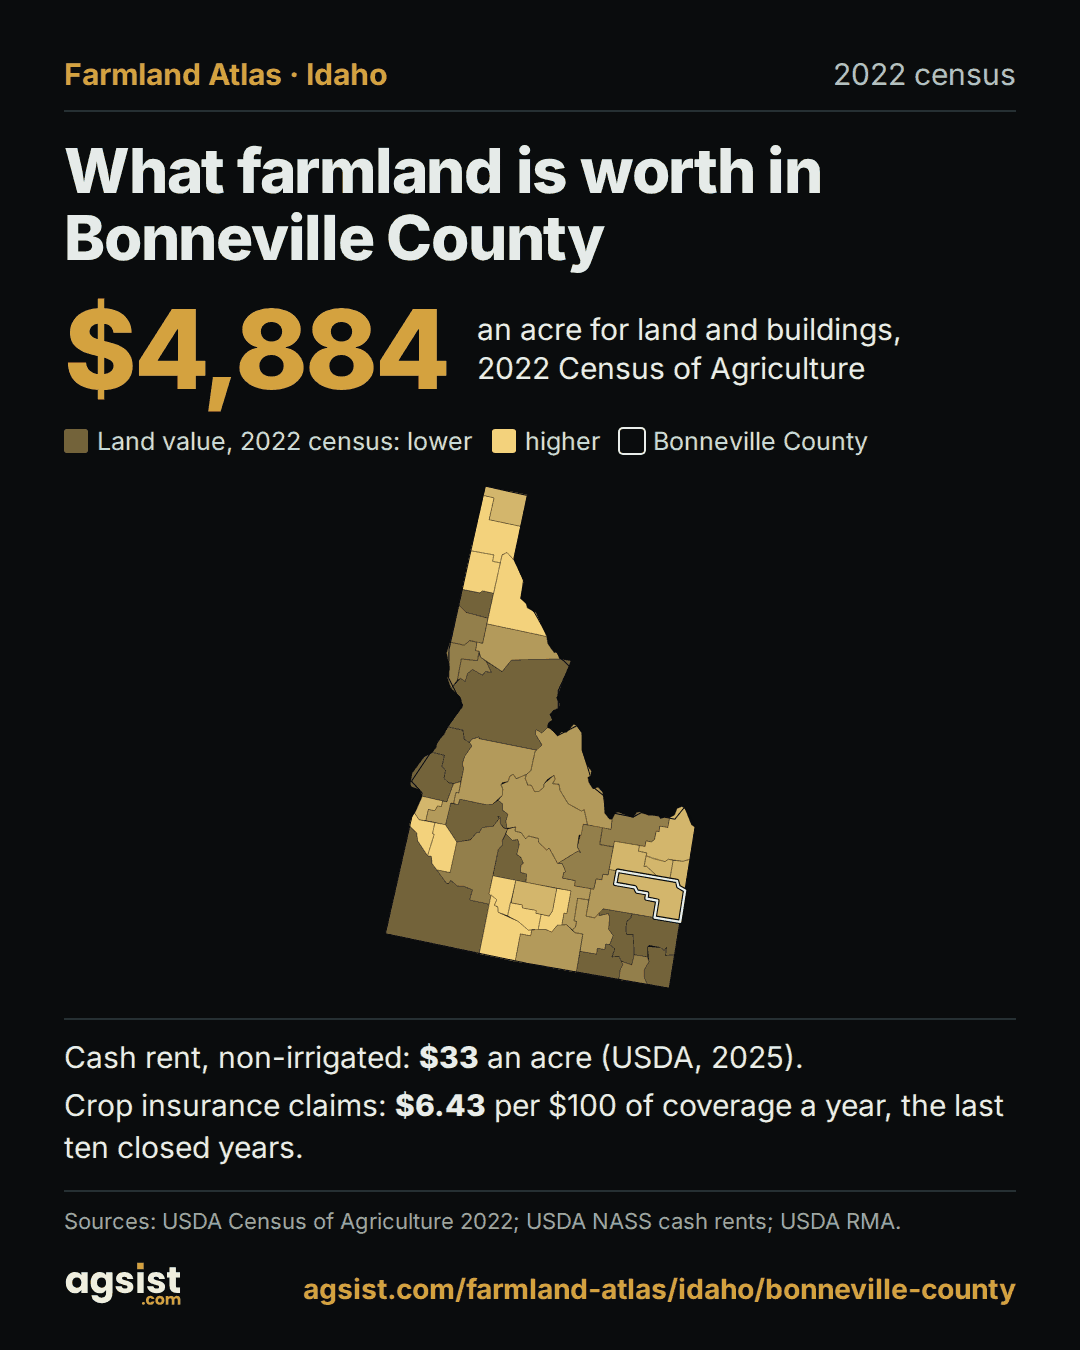 Farmland Atlas · Idaho
2022 census
What farmland is worth in
Bonneville County
$4,884
an acre for land and buildings,
2022 Census of Agriculture
Land value, 2022 census: lower
higher
Bonneville County
Cash rent, non-irrigated: $33 an acre (USDA, 2025).
Crop insurance claims: $6.43 per $100 of coverage a year, the last
ten closed years.
Sources: USDA Census of Agriculture 2022; USDA NASS cash rents; USDA RMA.
agsist
.com
agsist.com/farmland-atlas/idaho/bonneville-county